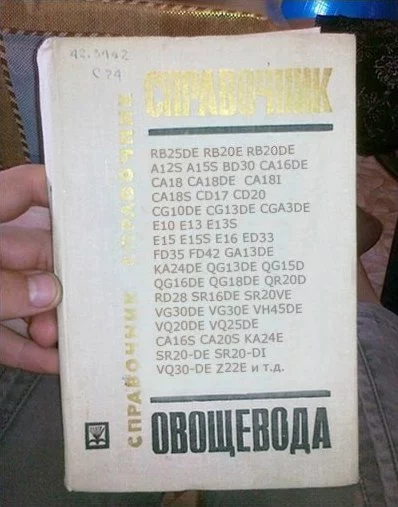 42.3442
С 74
СПРАВОЧНИК
СПРАВОЧНИК СПРАВОЧНИК
RB25DE RB20E RB20DE
A12S A15S BD30 CA16DE
CA18 CA18DE CA18I
CA18S CD17 CD20
CG10DE CG13DE CGA3DE
E10 E13 E13S
E15 E15S E16 ED33
FD35 FD42 GA13DE
KA24DE QG13DE QG15D
QG16DE QG18DE QR20D
RD28 SR16DE SR20VE
VG30DE VG30E VH45DE
VQ20DE VQ25DE
CA16S CA20S KA24E
SR20-DE SR20-DI
VQ30-DE Z22E и т.д.
ОВОЩЕВОДА